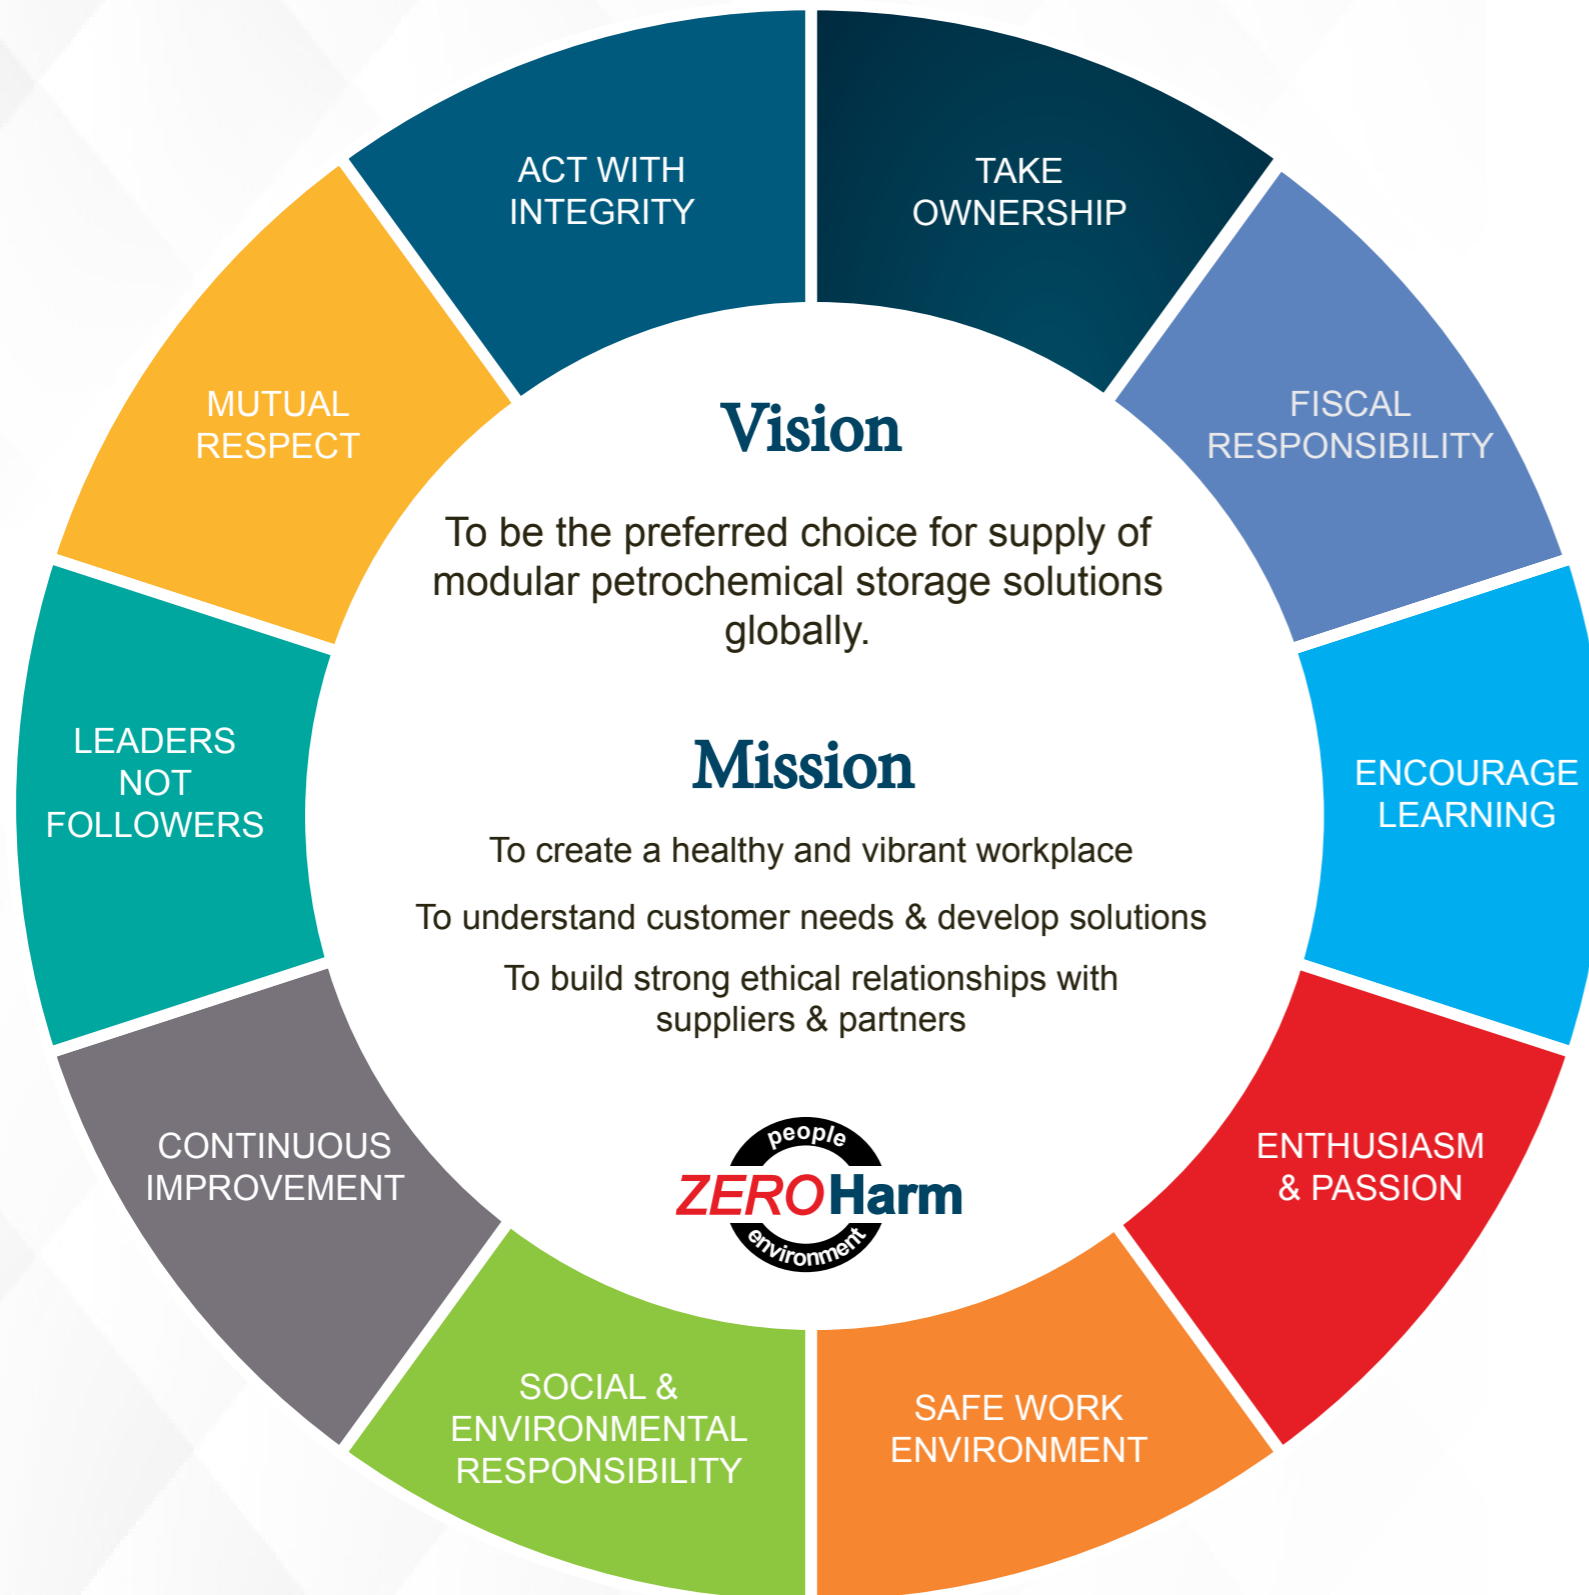 ACT WITH
INTEGRITY
TAKE
OWNERSHIP
FISCAL
RESPONSIBILITY
ENCOURAGE
LEARNING
ENTHUSIASM
& PASSION
SAFE WORK
ENVIRONMENT
SOCIAL &
ENVIRONMENTAL
RESPONSIBILITY
CONTINUOUS
IMPROVEMENT
LEADERS
NOT
FOLLOWERS
MUTUAL
RESPECT
Vision
To be the preferred choice for supply of
modular petrochemical storage solutions
globally.
Mission
To create a healthy and vibrant workplace
To understand customer needs & develop solutions
To build strong ethical relationships with
suppliers & partners
people
ZERO Harm
environment